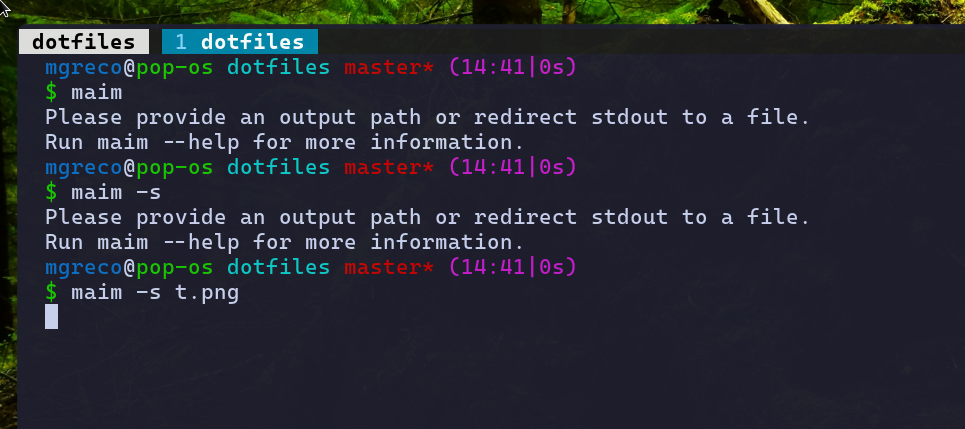 dotfiles 1 dotfiles
mgreco@pop-os dotfiles master* (14:41|0s)
$ maim
Please provide an output path or redirect stdout to a file.
Run maim --help for more information.
mgreco@pop-os dotfiles master* (14:41|0s)
$ maim -s
Please provide an output path or redirect stdout to a file.
Run maim --help for more information.
mgreco@pop-os dotfiles master* (14:41|0s)
$ maim -s t.png